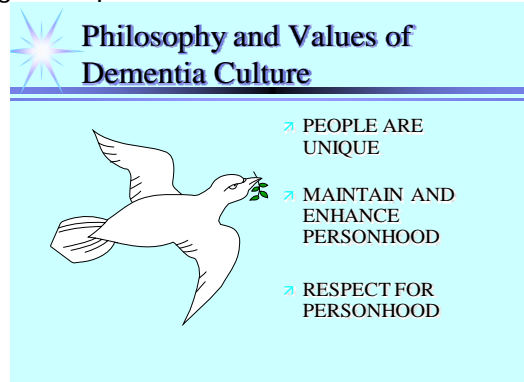 Philosophy and Values of
Dementia Culture
PEOPLE ARE
UNIQUE
MAINTAIN AND
ENHANCE
PERSONHOOD
RESPECT FOR
PERSONHOOD